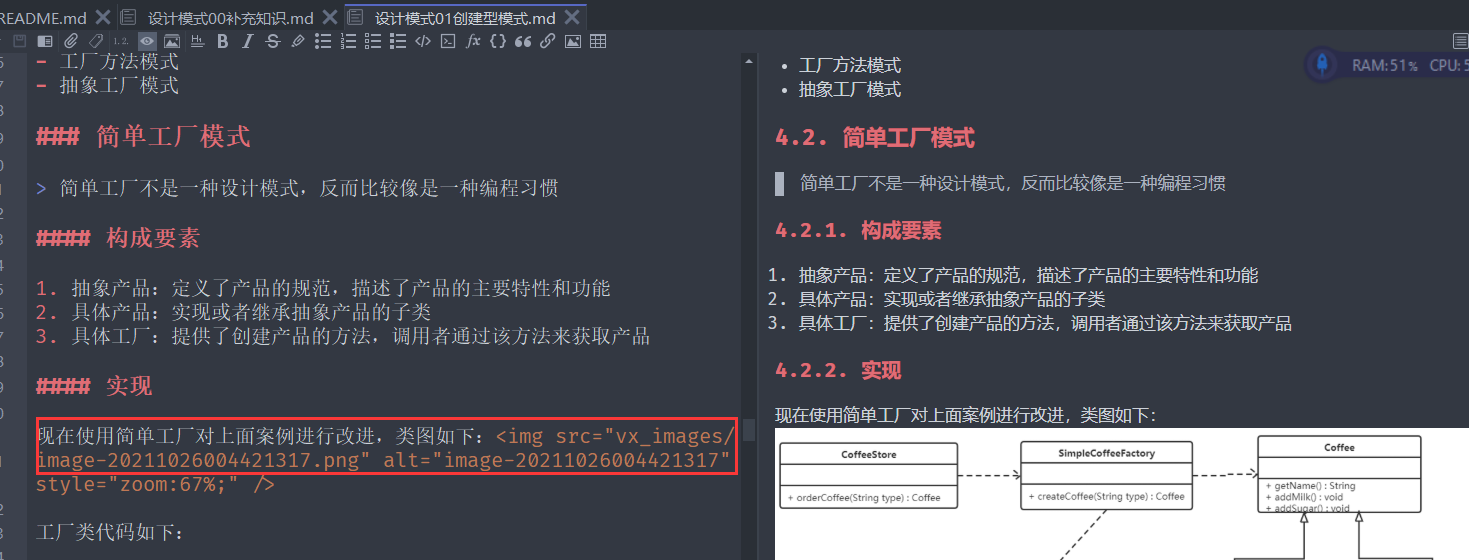 README.md 设计模式00补充知识.md 设计模式01创建型模式.md
1.2. B I S fx {}
- 工厂方法模式
- 抽象工厂模式
### 简单工厂模式
> 简单工厂不是一种设计模式，反而比较像是一种编程习惯
#### 构成要素
1. 抽象产品：定义了产品的规范，描述了产品的主要特性和功能
2. 具体产品：实现或者继承抽象产品的子类
3. 具体工厂：提供了创建产品的方法，调用者通过该方法来获取产品
#### 实现
现在使用简单工厂对上面案例进行改进，类图如下：<img src="vx_images/
image-20211026004421317.png" alt="image-20211026004421317"
style="zoom:67%;" />
工厂类代码如下：
• 工厂方法模式
• 抽象工厂模式
RAM:51% CPU:5
4.2. 简单工厂模式
简单工厂不是一种设计模式，反而比较像是一种编程习惯
4.2.1. 构成要素
1. 抽象产品：定义了产品的规范，描述了产品的主要特性和功能
2. 具体产品：实现或者继承抽象产品的子类
3. 具体工厂：提供了创建产品的方法，调用者通过该方法来获取产品
4.2.2. 实现
现在使用简单工厂对上面案例进行改进，类图如下：
CoffeeStore
+ orderCoffee(String type) : Coffee
SimpleCoffeeFactory
+ createCoffee(String type) : Coffee
Coffee
+ getName() : String
+ addMilk() : void
+ addSugar() : void